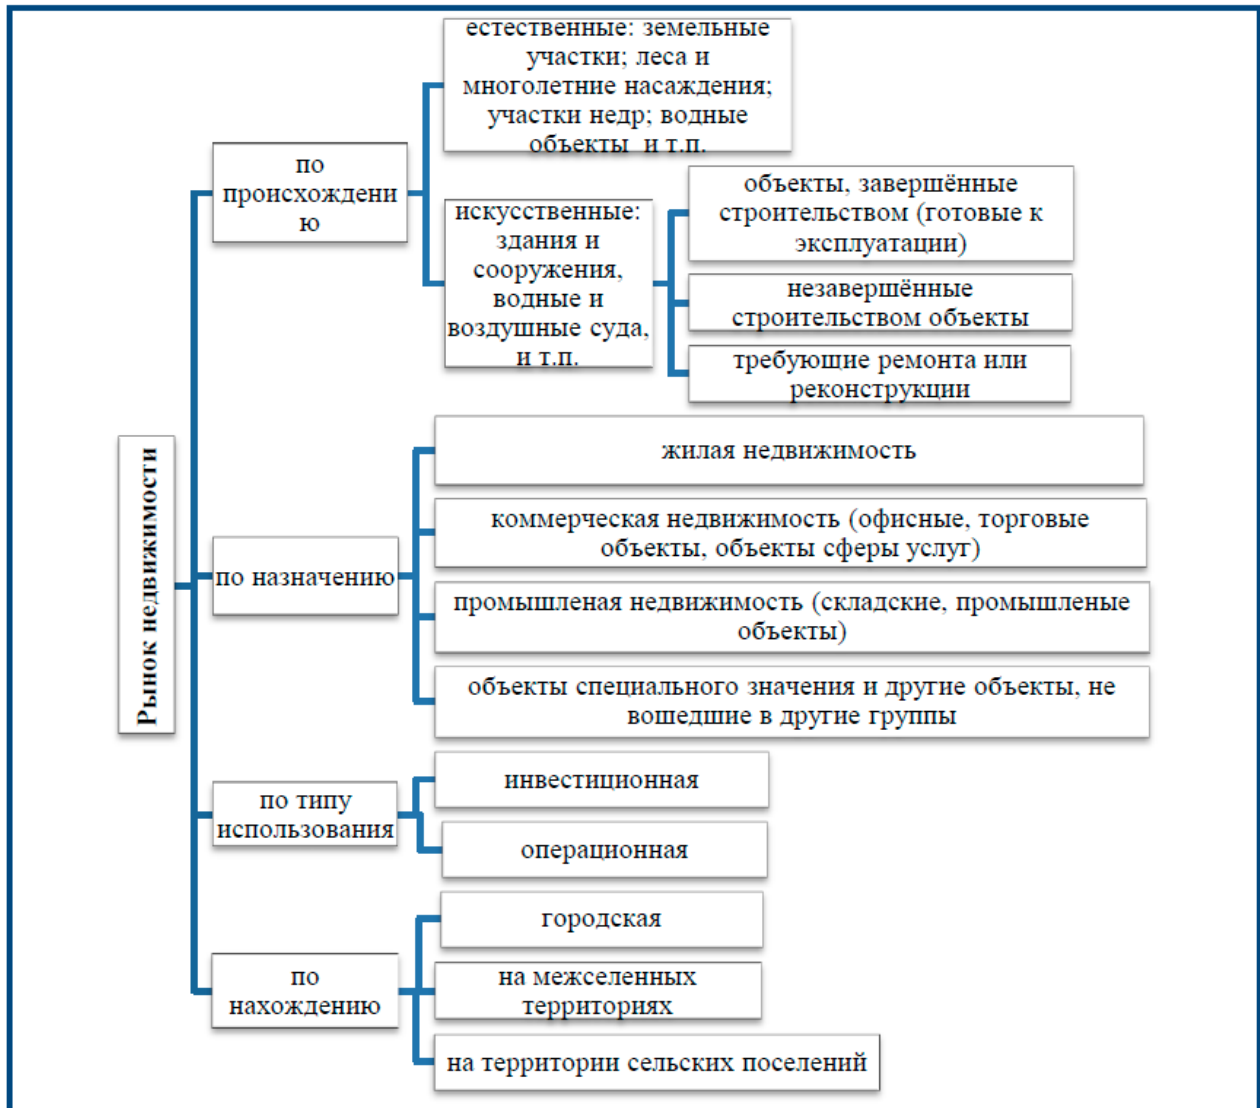 Рынок недвижимости
по
происхождени
ю
естественные: земельные
участки; леса и
многолетние насаждения;
участки недр; водные
объекты и т.п.
искусственные:
здания и
сооружения,
водные и
воздушные суда,
и т.п.
объекты, завершённые
строительством (готовые к
эксплуатации)
незавершённые
строительством объекты
требующие ремонта или
реконструкции
по назначению
жилая недвижимость
коммерческая недвижимость (офисные, торговые
объекты, объекты сферы услуг)
промышленая недвижимость (складские, промышленые
объекты)
объекты специального значения и другие объекты, не
вошедшие в другие группы
по типу
использования
инвестиционная
операционная
по
нахождению
городская
на межселенных
территориях
на территории сельских поселений